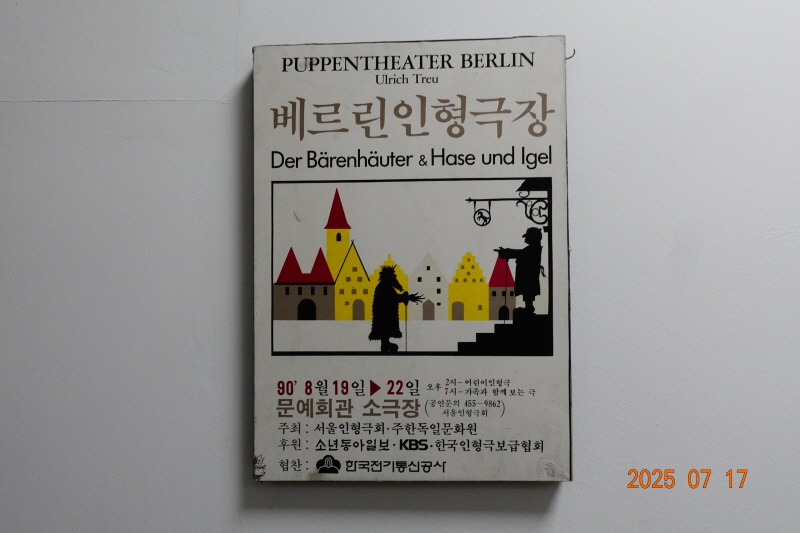 PUPPENTHEATER BERLIN
Ulrich Treu
베르린인형극장
Der Bärenhäuter & Hase und Igel
90' 8월 19일 ▶ 22일 오후 2시-어린이인형극
7시-가족과 함께 보는 극
문예회관 소극장 (공연문의 455-9862)
서울인형극회
주최 : 서울인형극회·주한독일문화원
후원 : 소년동아일보·KBS·한국인형극보급협회
협찬 : 한국전기통신공사
2025 07 17